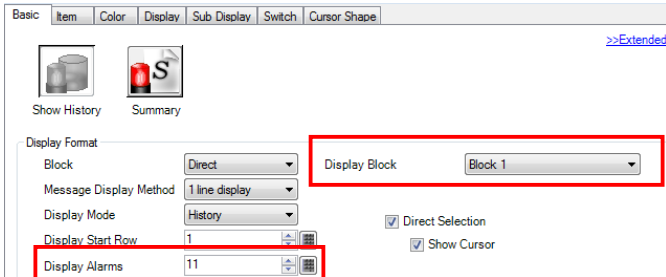 Basic Item Color Display Sub Display Switch Cursor Shape
>>Extended
S
Show History Summary
Display Format
Block Direct Display Block Block 1
Message Display Method 1 line display
Display Mode History Direct Selection
Display Start Row 1 Show Cursor
Display Alarms 11